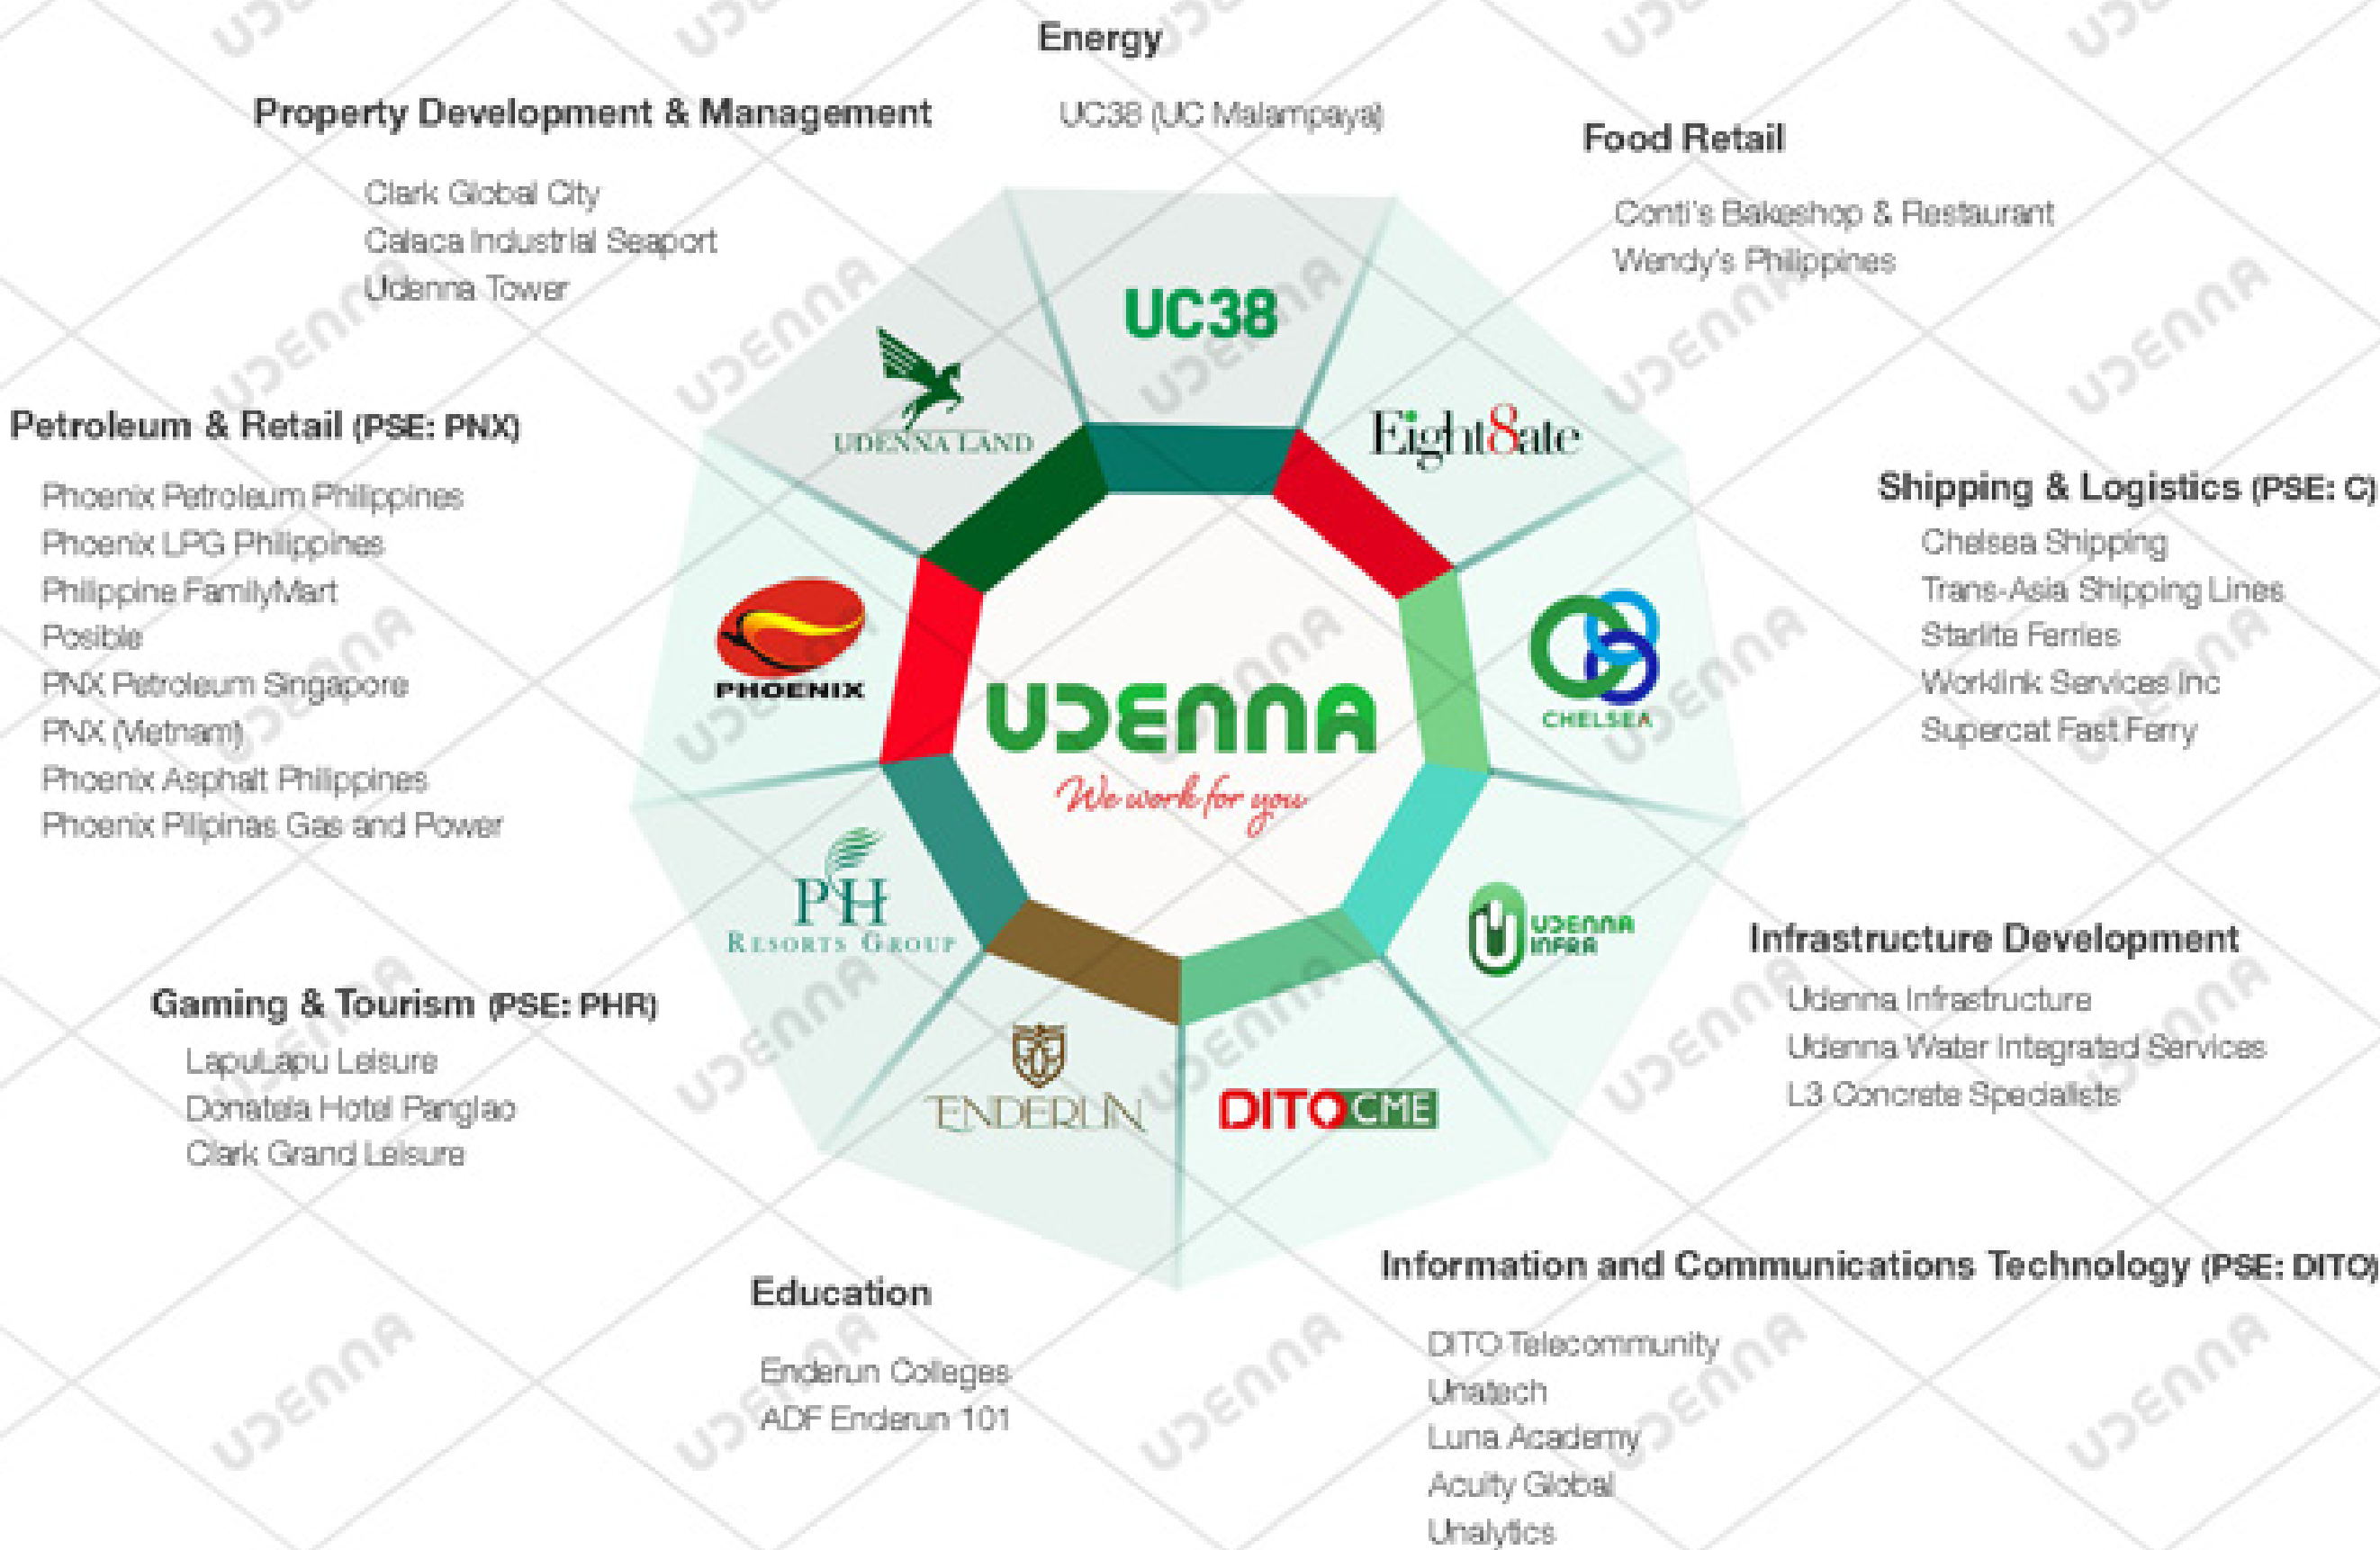 Energy
UC38 (UC Malampaya)
Property Development & Management
Clark Global City
Calaca Industrial Seaport
Udenna Tower
Food Retail
Conti's Bakeshop & Restaurant
Wendy's Philippines
Petroleum & Retail (PSE: PNX)
Phoenix Petroleum Philippines
Phoenix LPG Philippines
Philippine FamilyMart
Posible
PNX Petroleum Singapore
PNX (Vietnam)
Phoenix Asphalt Philippines
Phoenix Pilipinas Gas and Power
Shipping & Logistics (PSE: C)
Chelsea Shipping
Trans-Asia Shipping Lines
Starlite Ferries
Worklink Services Inc
Supercat Fast Ferry
UC38
UDENNA LAND
Eight8ate
PHOENIX
CHELSEA
UDENNA
We work for you
PH
RESORTS GROUP
UDENNA
INFRA
ENDERUN
DITO CME
Gaming & Tourism (PSE: PHR)
LapuLapu Leisure
Donatela Hotel Panglao
Clark Grand Leisure
Infrastructure Development
Udenna Infrastructure
Udenna Water Integrated Services
L3 Concrete Specialists
Education
Enderun Colleges
ADF Enderun 101
Information and Communications Technology (PSE: DITO)
DITO Telecommunity
Unatech
Luna Academy
Acuity Global
Unalytics